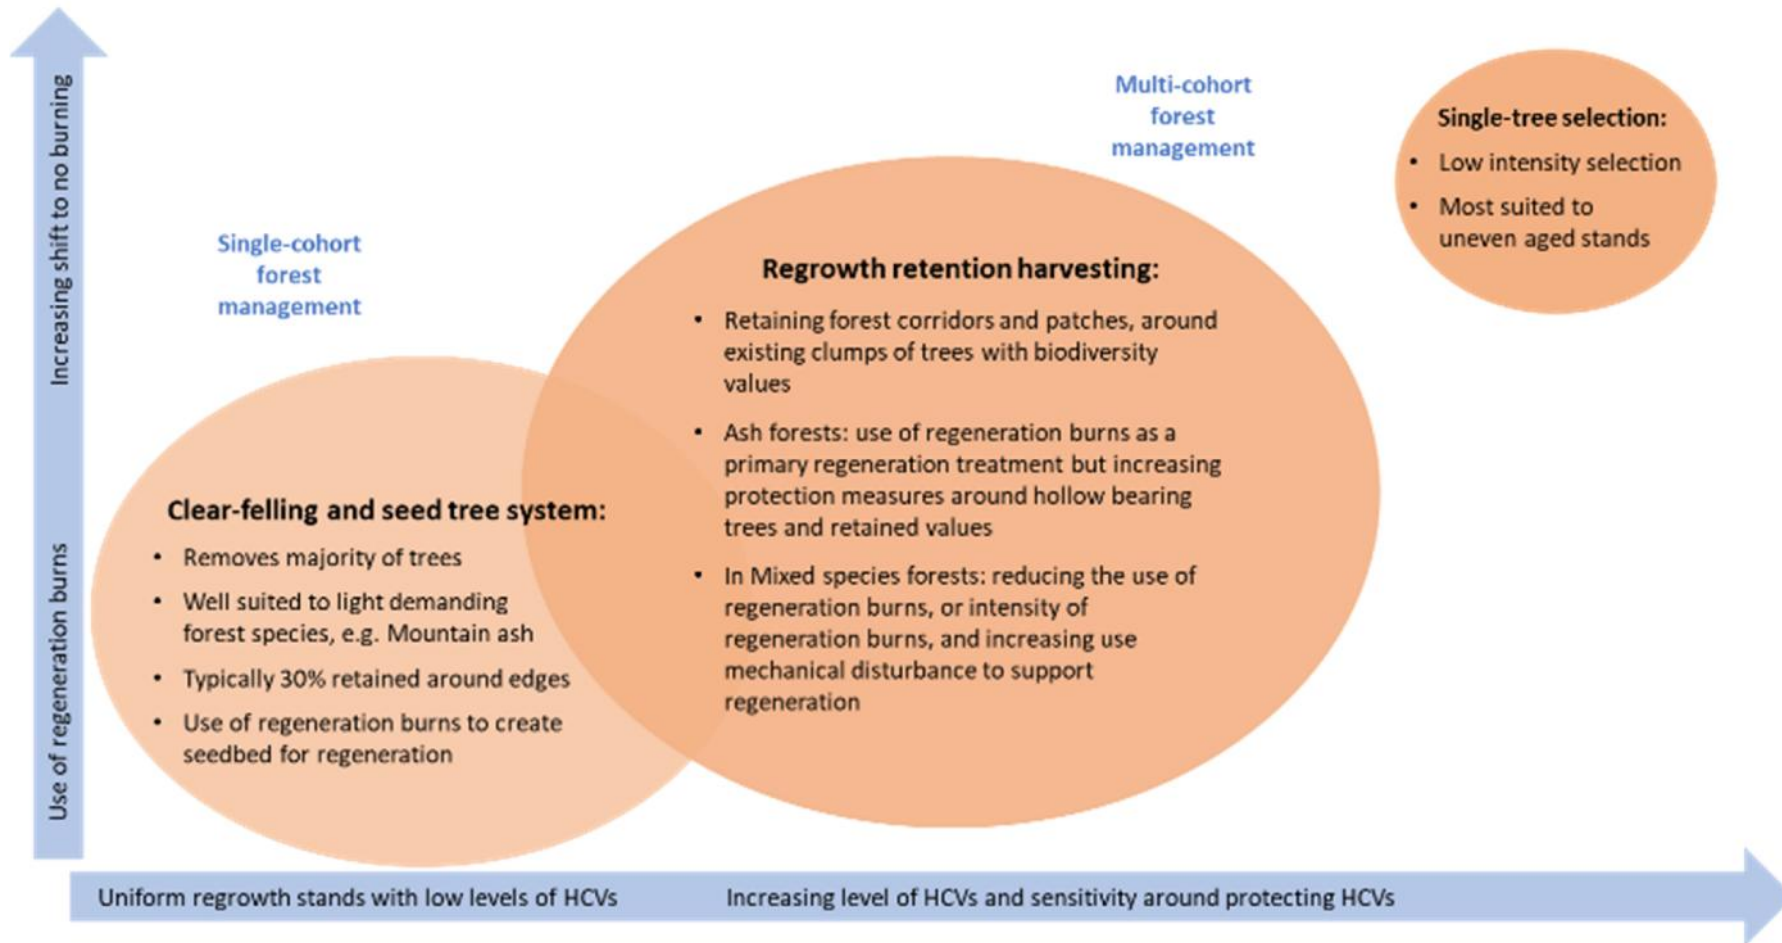 Increasing shift to no burning
Use of regeneration burns
Single-cohort
forest
management
Clear-felling and seed tree system:
• Removes majority of trees
• Well suited to light demanding
forest species, e.g. Mountain ash
• Typically 30% retained around edges
• Use of regeneration burns to create
seedbed for regeneration
Multi-cohort
forest
management
Regrowth retention harvesting:
• Retaining forest corridors and patches, around
existing clumps of trees with biodiversity
values
• Ash forests: use of regeneration burns as a
primary regeneration treatment but increasing
protection measures around hollow bearing
trees and retained values
• In Mixed species forests: reducing the use of
regeneration burns, or intensity of
regeneration burns, and increasing use
mechanical disturbance to support
regeneration
Single-tree selection:
• Low intensity selection
• Most suited to
uneven aged stands
Uniform regrowth stands with low levels of HCVs
Increasing level of HCVs and sensitivity around protecting HCVs